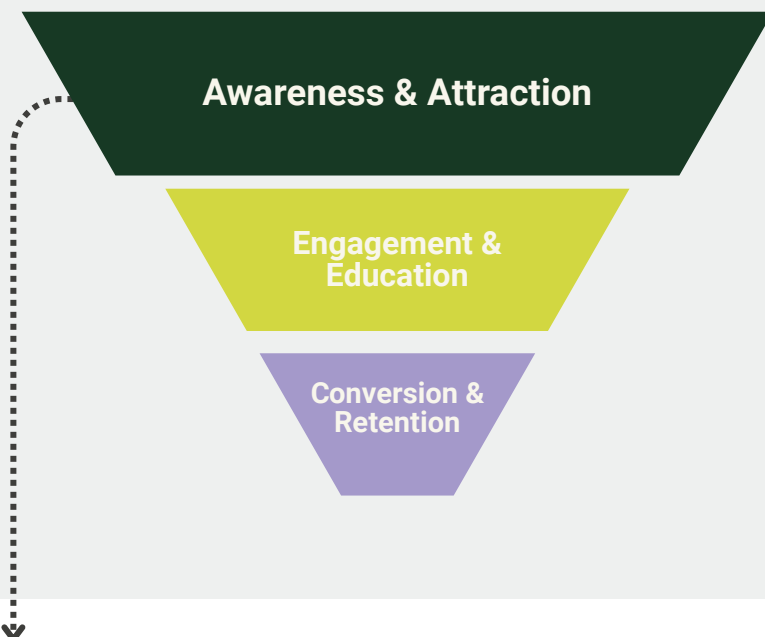 Awareness & Attraction
Engagement &
Education
Conversion &
Retention